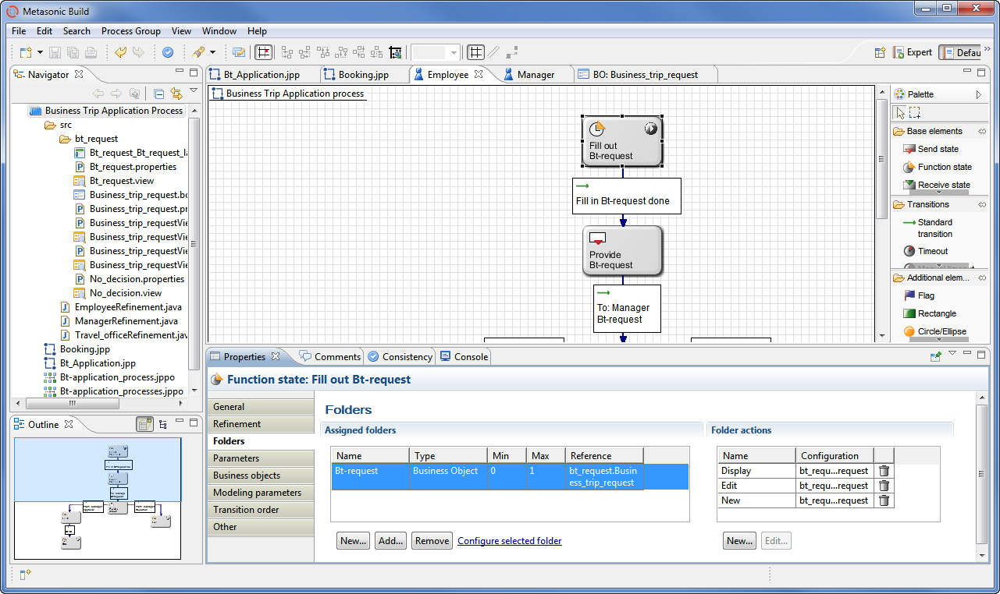 Metasonic Build
File Edit Search Process Group View Window Help
Expert
Defau
Navigator
Business Trip Application Process
src
bt_request
Bt_request_Bt_request_la
Bt_request.properties
Bt_request.view
Business_trip_request.bo
Business_trip_request.pr
Business_trip_requestVie
Business_trip_requestVie
Business_trip_requestVie
Business_trip_requestVie
No_decision.properties
No_decision.view
EmployeeRefinement.java
ManagerRefinement.java
Travel_officeRefinement.jav
Booking.jpp
Bt_Application.jpp
Bt-application_process.jppo
Bt-application_processes.jppo
Outline
Bt_Application.jpp Booking.jpp Employee Manager BO: Business_trip_request
Business Trip Application process
Fill out
Bt-request
Fill in Bt-request done
Provide
Bt-request
To: Manager
Bt-request
Palette
Base elements
Send state
Function state
Receive state
Transitions
Standard
transition
Timeout
Additional elem...
Flag
Rectangle
Circle/Ellipse
Properties Comments Consistency Console
Function state: Fill out Bt-request
General
Refinement
Folders
Parameters
Business objects
Modeling parameters
Transition order
Other
Folders
Assigned folders
Name Type Min Max Reference
Bt-request Business Object 0 1 bt_request.Busin
ess_trip_request
New... Add... Remove Configure selected folder
Folder actions
Name Configuration
Display bt_requ...request
Edit bt_requ...request
New bt_requ...request
New... Edit...